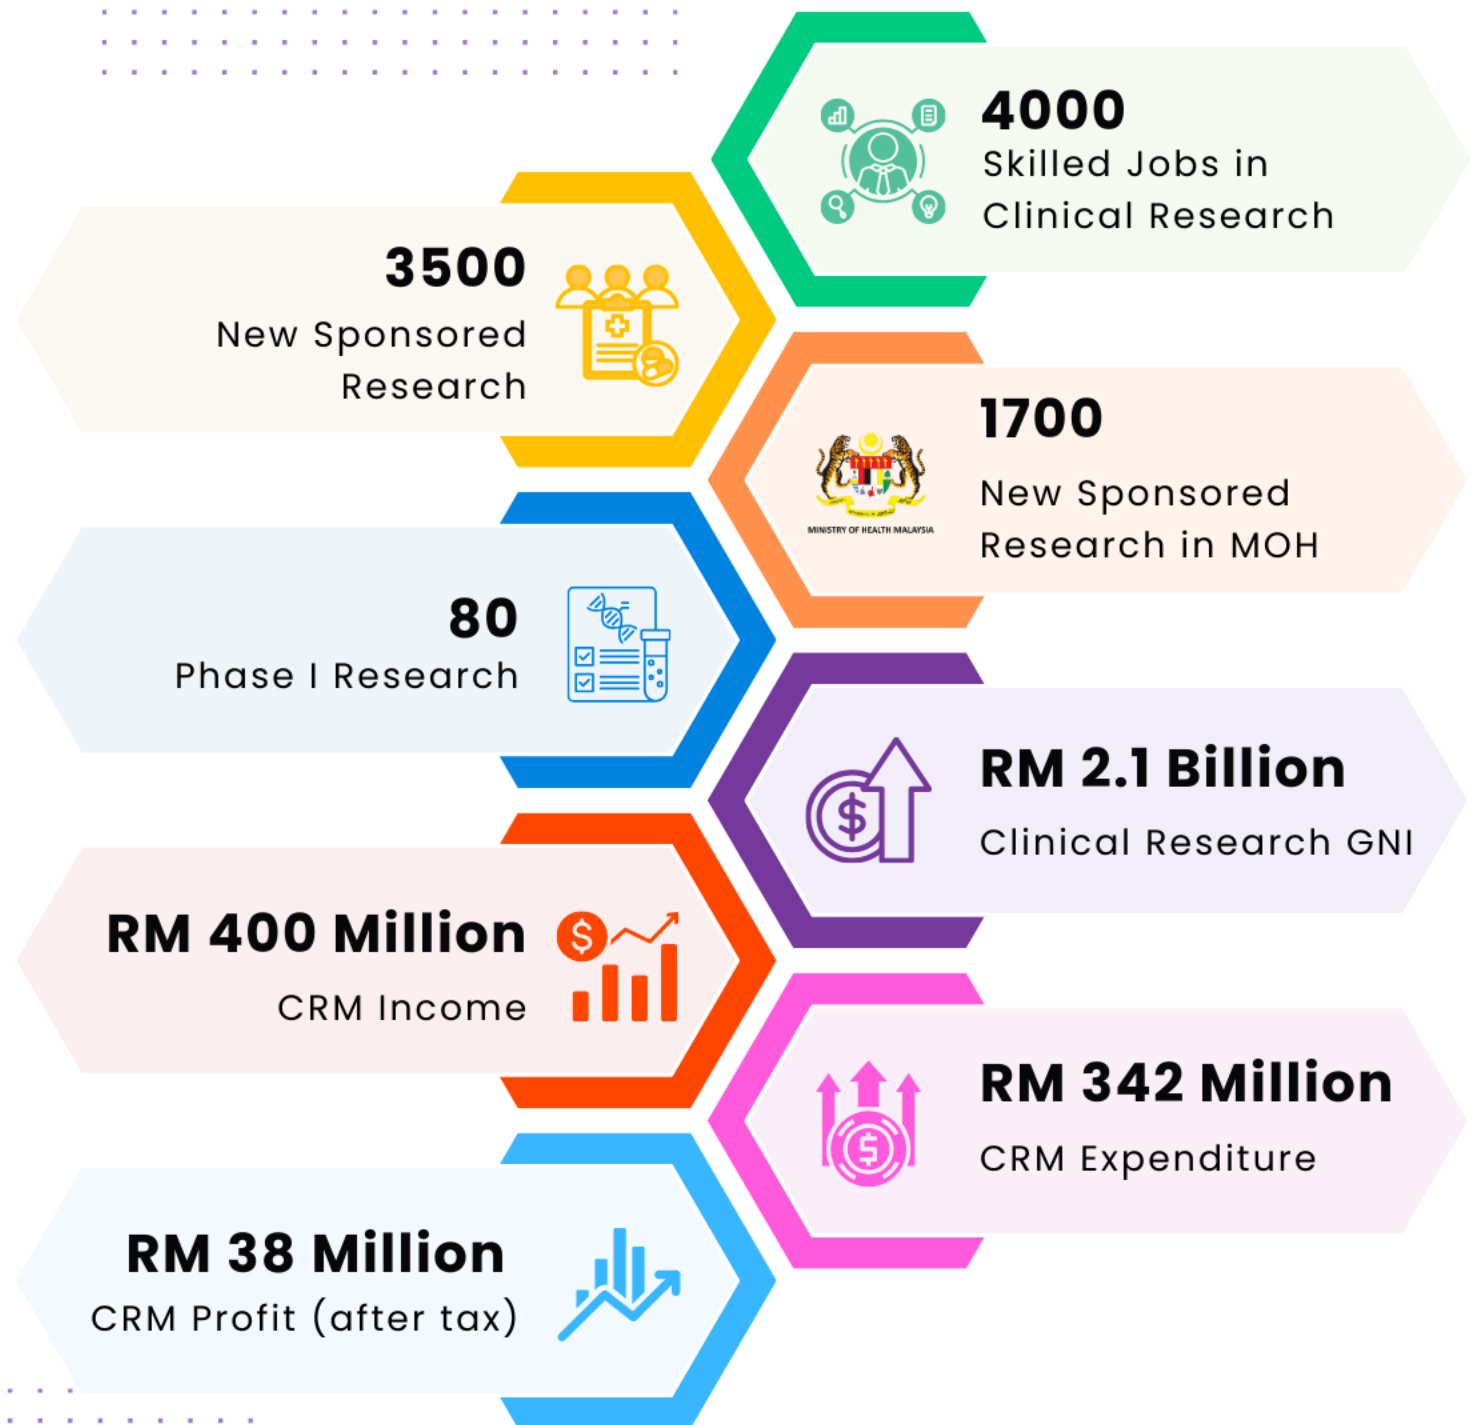 4000
Skilled Jobs in
Clinical Research
3500
New Sponsored
Research
1700
New Sponsored
Research in MOH
MINISTRY OF HEALTH MALAYSIA
80
Phase I Research
RM 2.1 Billion
Clinical Research GNI
RM 400 Million
CRM Income
RM 342 Million
CRM Expenditure
RM 38 Million
CRM Profit (after tax)